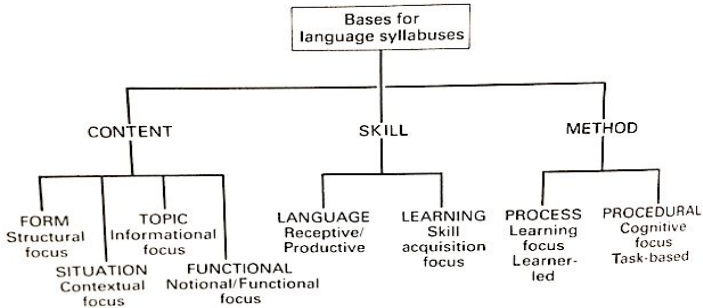 Bases for
language syllabuses
CONTENT
SKILL
METHOD
FORM
Structural
focus
SITUATION
Contextual
focus
TOPIC
Informational
focus
FUNCTIONAL
Notional/Functional
focus
LANGUAGE
Receptive/
Productive
LEARNING
Skill
acquisition
focus
PROCESS
Learning
focus
Learner-
led
PROCEDURAL
Cognitive
focus
Task-based